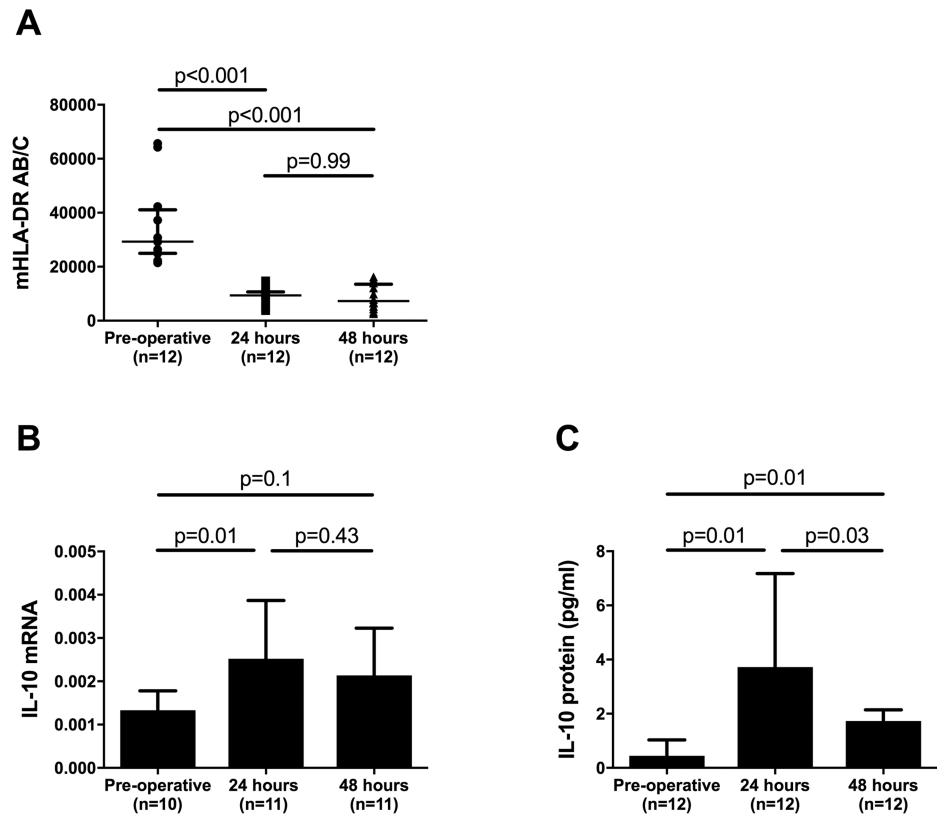 A
p<0.001
p<0.001
p=0.99
mHLA-DR AB/C
80000
60000
40000
20000
0
Pre-operative 24 hours 48 hours
(n=12) (n=12) (n=12)
B
p=0.1
p=0.01 p=0.43
IL-10 mRNA
0.005
0.004
0.003
0.002
0.001
0.000
Pre-operative 24 hours 48 hours
(n=10) (n=11) (n=11)
C
p=0.01
p=0.01 p=0.03
IL-10 protein (pg/ml)
8
6
4
2
0
Pre-operative 24 hours 48 hours
(n=12) (n=12) (n=12)